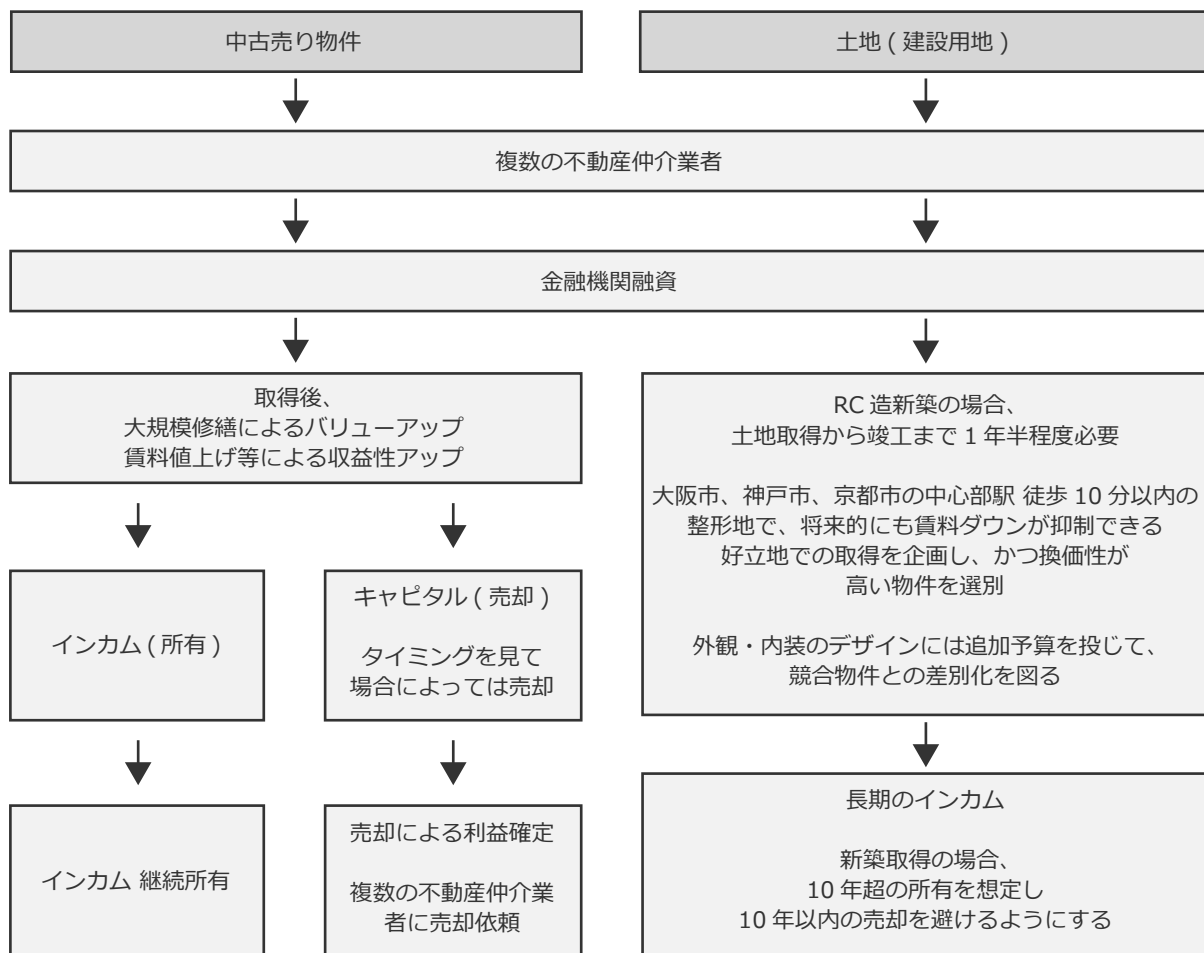 中古売り物件
土地 ( 建設用地 )
複数の不動産仲介業者
金融機関融資
取得後、
大規模修繕によるバリューアップ
賃料値上げ等による収益性アップ
RC 造新築の場合、
土地取得から竣工まで 1 年半程度必要
大阪市、神戸市、京都市の中心部駅 徒歩 10 分以内の
整形地で、将来的にも賃料ダウンが抑制できる
好立地での取得を企画し、かつ換価性が
高い物件を選別
外観・内装のデザインには追加予算を投じて、
競合物件との差別化を図る
インカム ( 所有 )
キャピタル ( 売却 )
タイミングを見て
場合によっては売却
インカム 継続所有
売却による利益確定
複数の不動産仲介業
者に売却依頼
長期のインカム
新築取得の場合、
10 年超の所有を想定し
10 年以内の売却を避けるようにする